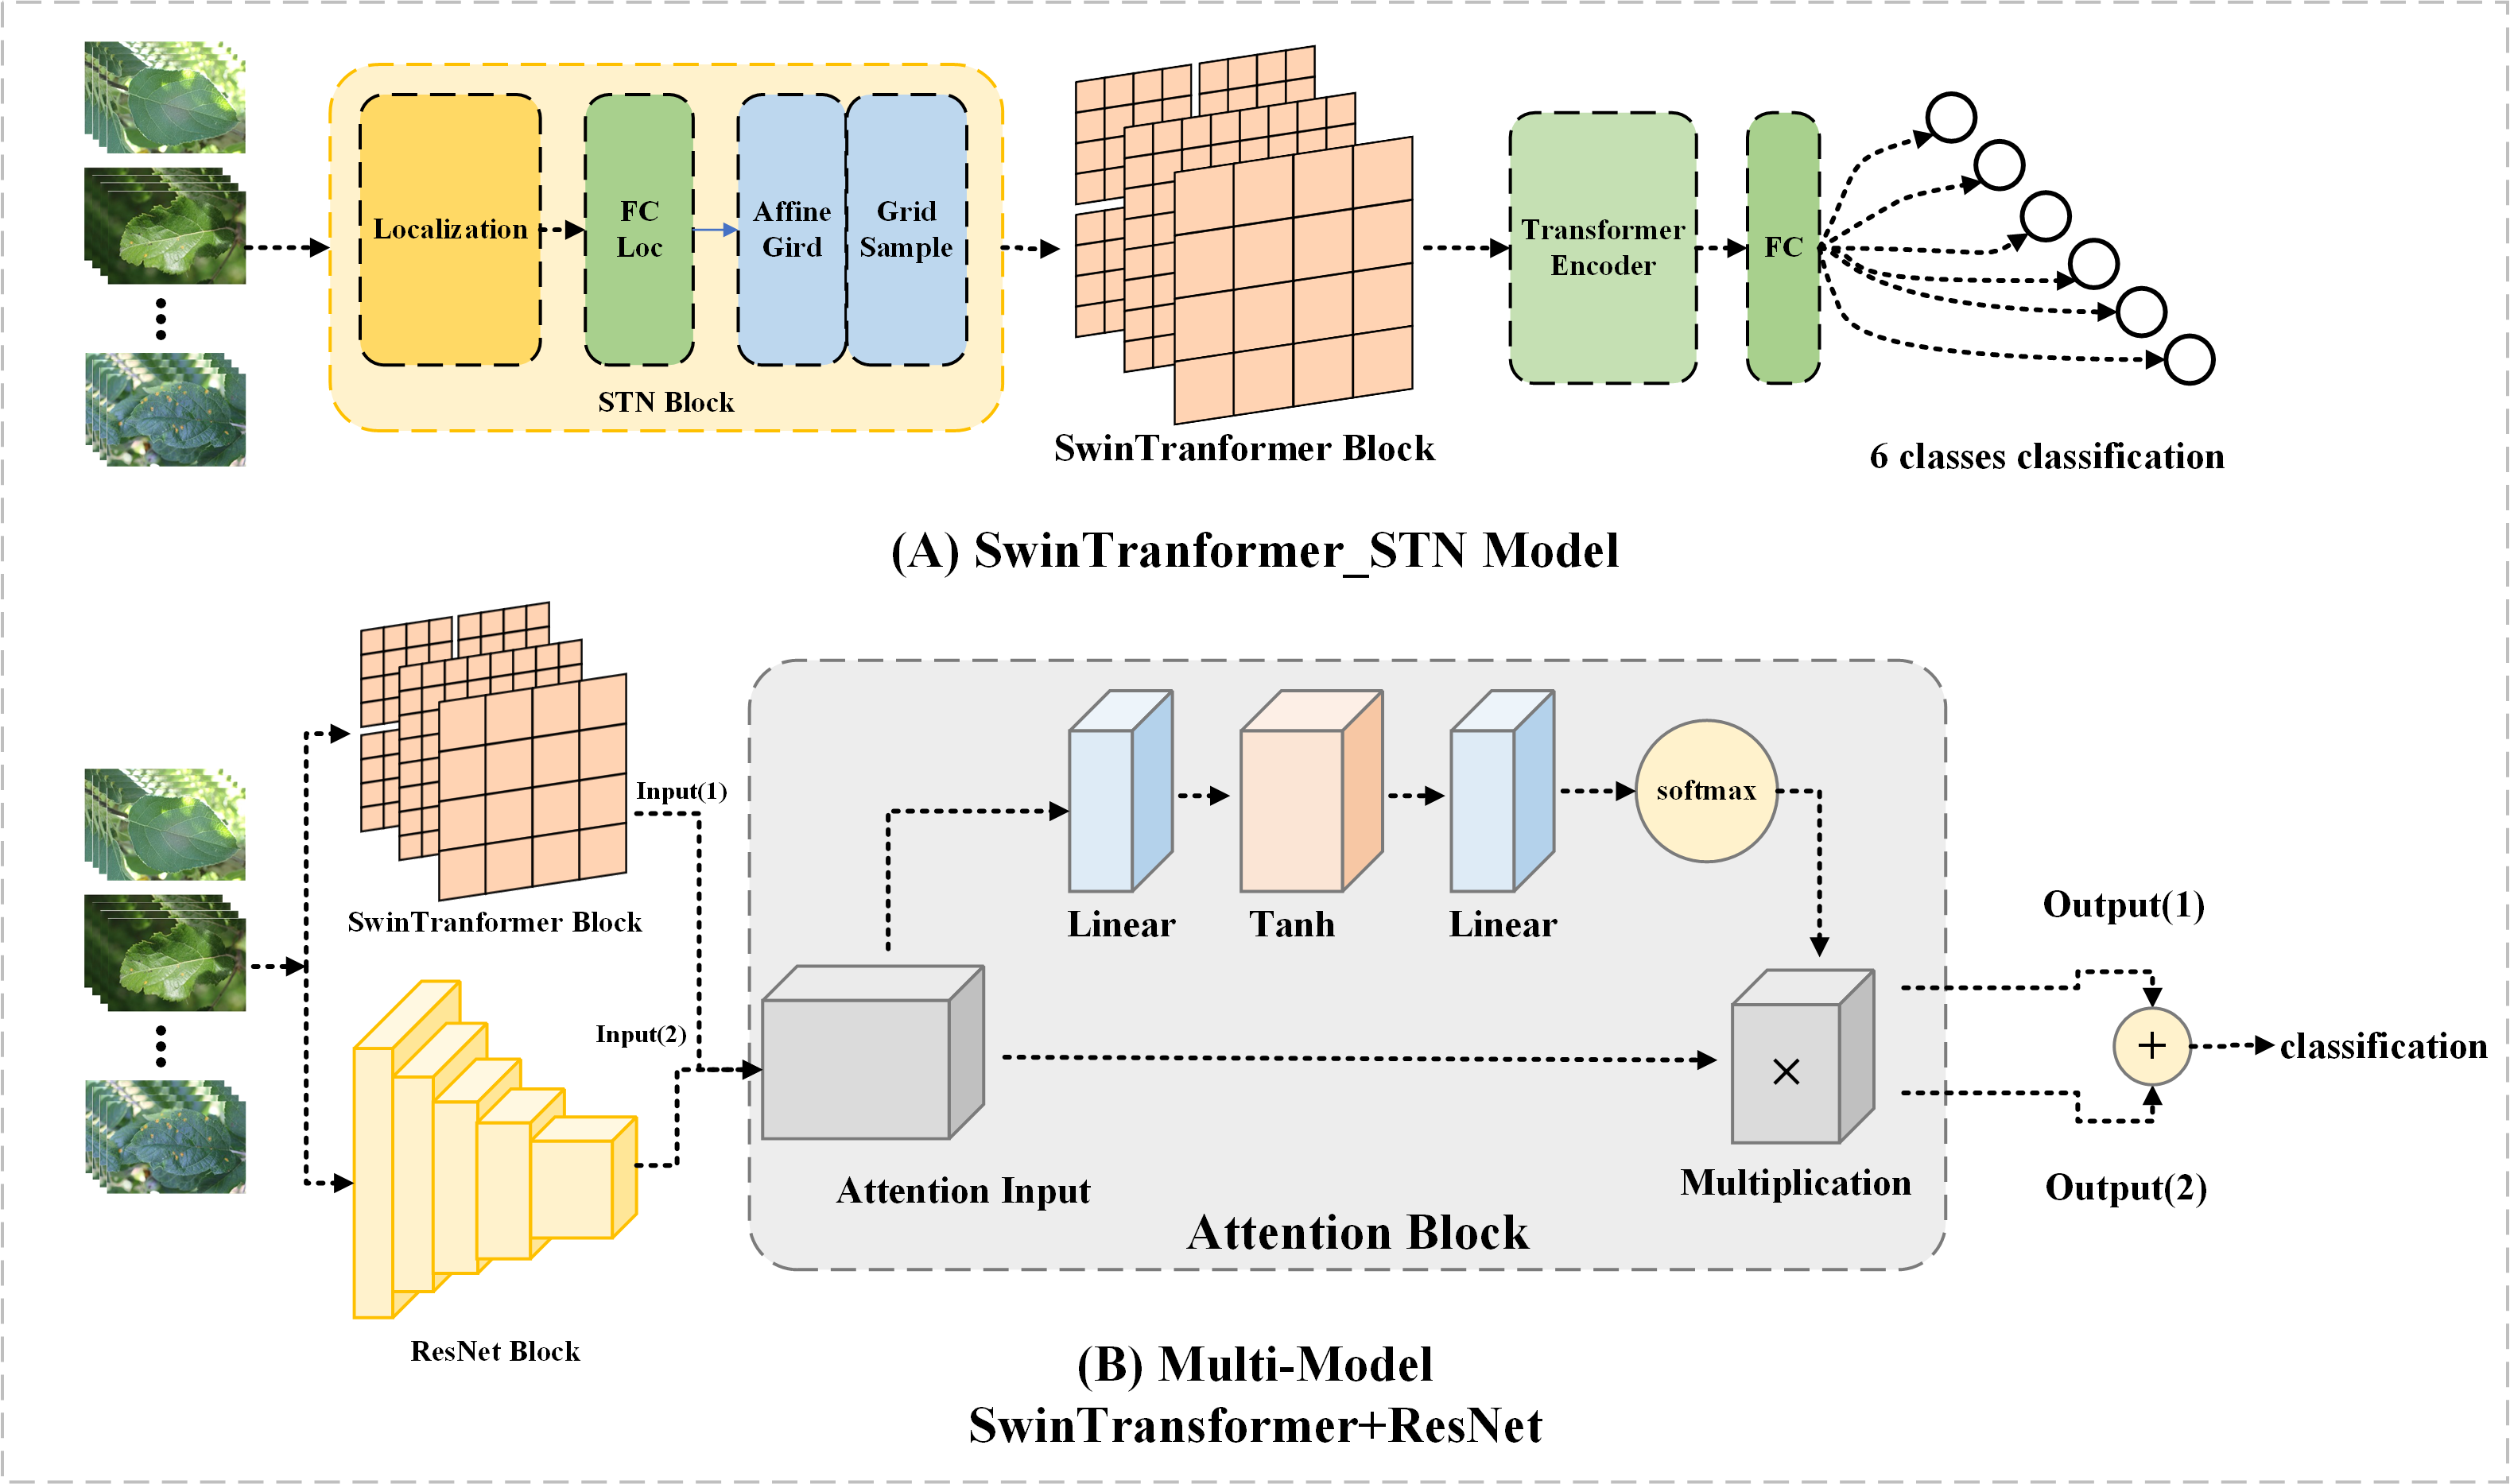 Localization
FC
Loc
Affine
Gird
Grid
Sample
STN Block
SwinTranformer Block
Transformer
Encoder
FC
6 classes classification
(A) SwinTranformer_STN Model
Input(1)
SwinTranformer Block
Input(2)
ResNet Block
Linear
Tanh
Linear
softmax
Attention Input
×
Multiplication
Attention Block
Output(1)
+
classification
Output(2)
(B) Multi-Model
SwinTransformer+ResNet